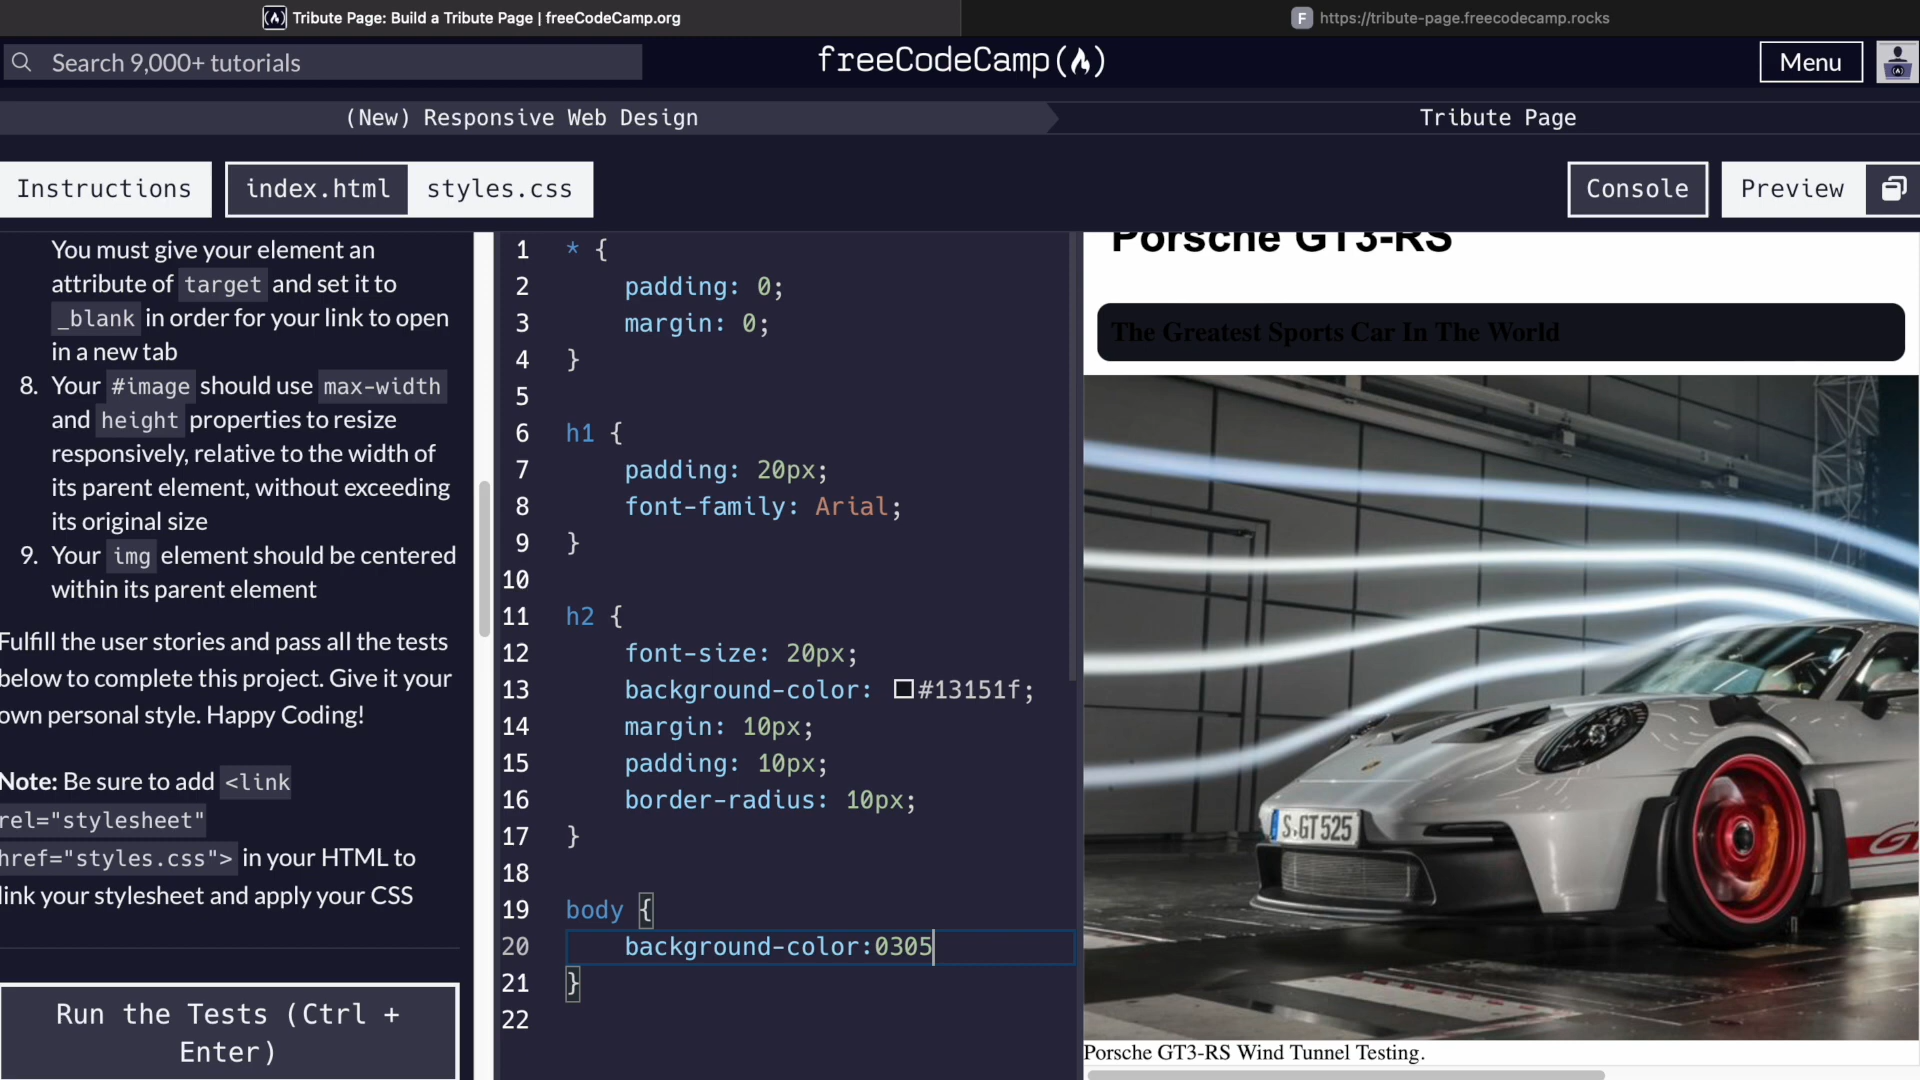 Tribute Page: Build a Tribute Page | freeCodeCamp.org
F https://tribute-page.freecodecamp.rocks
Search 9,000+ tutorials
freeCodeCamp
Menu
(New) Responsive Web Design
Tribute Page
Instructions
index.html
styles.css
Console
Preview
You must give your element an
attribute of target and set it to
_blank in order for your link to open
in a new tab
8. Your #image should use max-width
and height properties to resize
responsively, relative to the width of
its parent element, without exceeding
its original size
9. Your img element should be centered
within its parent element
Fulfill the user stories and pass all the tests
below to complete this project. Give it your
own personal style. Happy Coding!
Note: Be sure to add <link
rel="stylesheet"
href="styles.css"> in your HTML to
link your stylesheet and apply your CSS
Run the Tests (Ctrl +
Enter)
1 * {
2 padding: 0;
3 margin: 0;
4 }
5
6 h1 {
7 padding: 20px;
8 font-family: Arial;
9 }
10
11 h2 {
12 font-size: 20px;
13 background-color: #13151f;
14 margin: 10px;
15 padding: 10px;
16 border-radius: 10px;
17 }
18
19 body {
20 background-color:0305
21 }
22
Porsche GT3-RS
The Greatest Sports Car In The World
S GT 525
Porsche GT3-RS Wind Tunnel Testing.